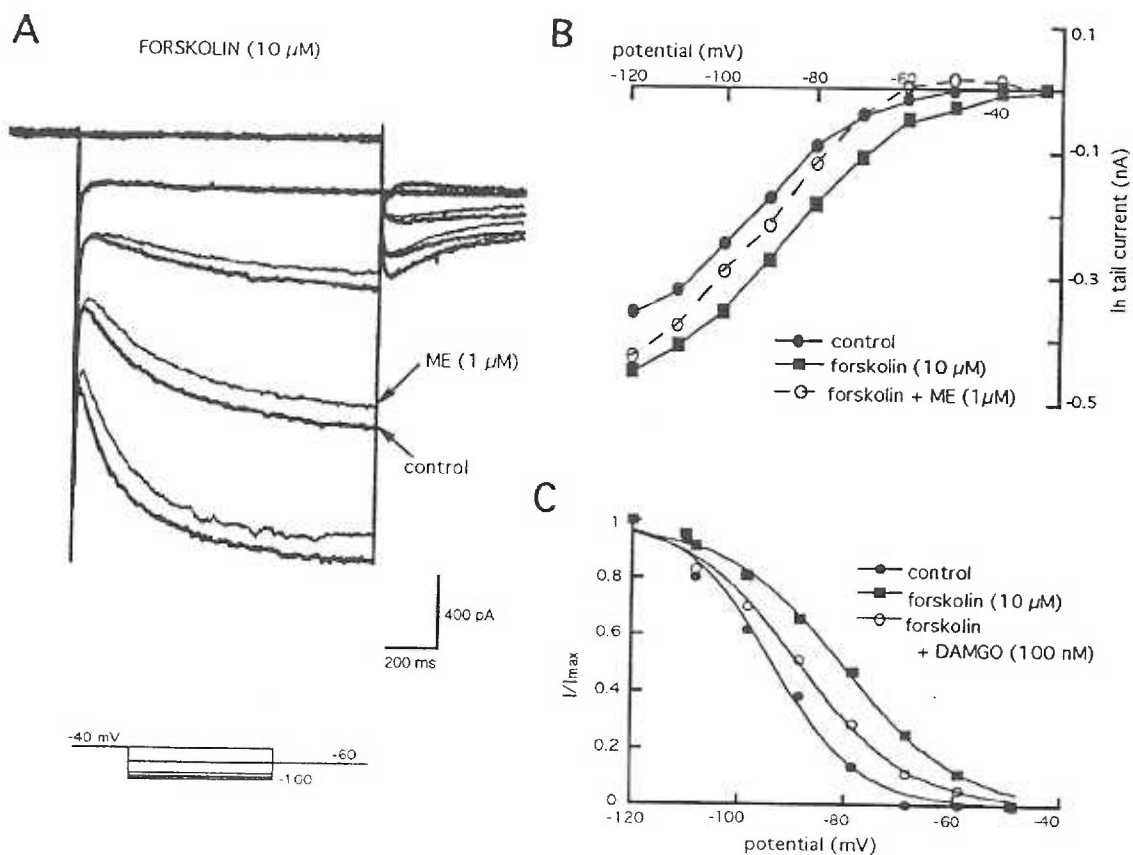 A
FORSKOLIN (10 µM)
ME (1 µM)
control
400 pA
200 ms
-40 mV
-60
-100
B
potential (mV)
-120
-100
-80
-60
-40
0.1
-0.1
-0.3
-0.5
Ih tail current (nA)
control
forskolin (10 µM)
forskolin + ME (1µM)
C
1
0.8
0.6
0.4
0.2
0
I/Imax
-120
-100
-80
-60
-40
potential (mV)
control
forskolin (10 µM)
forskolin
+ DAMGO (100 nM)